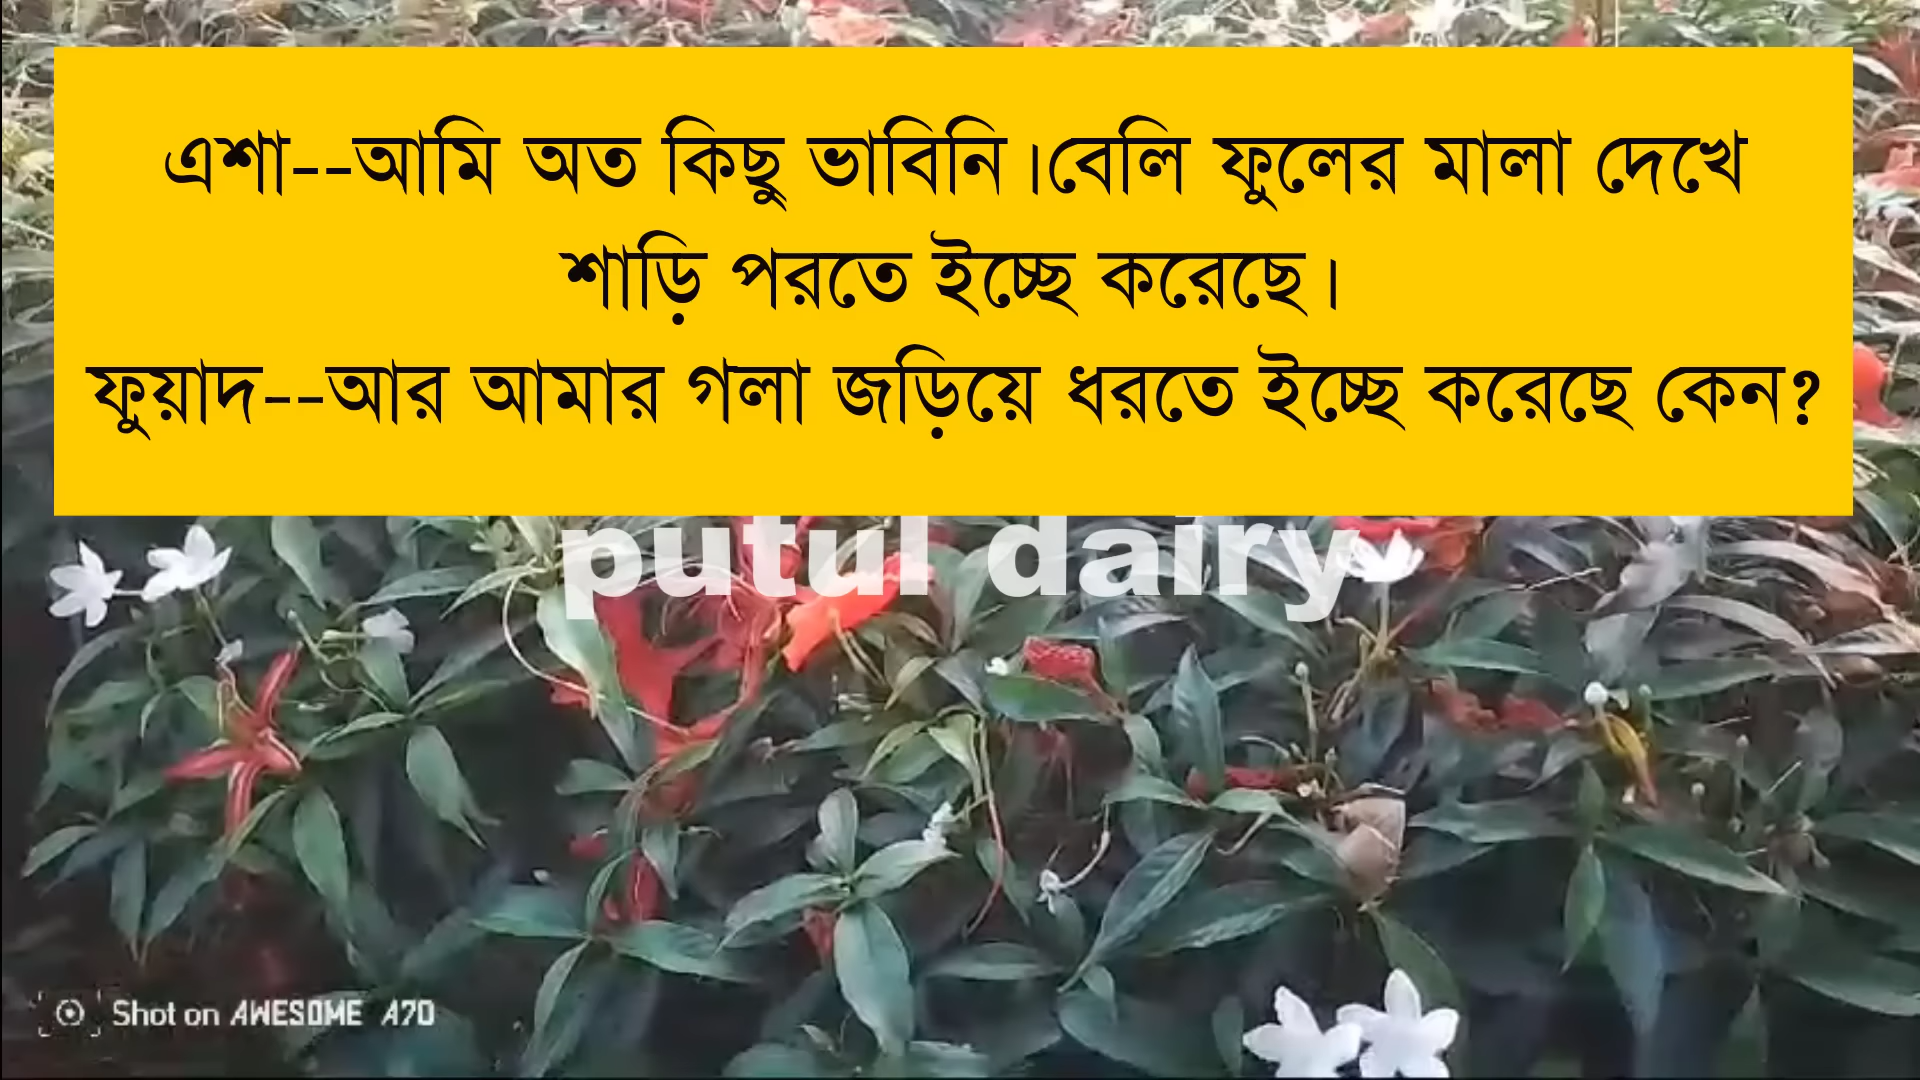 এশা--আমি অত কিছু ভাবিনি।বেলি ফুলের মালা দেখে
শাড়ি পরতে ইচ্ছে করেছে।
ফুয়াদ--আর আমার গলা জড়িয়ে ধরতে ইচ্ছে করেছে কেন?
putul dairy
Shot on AWESOME A70